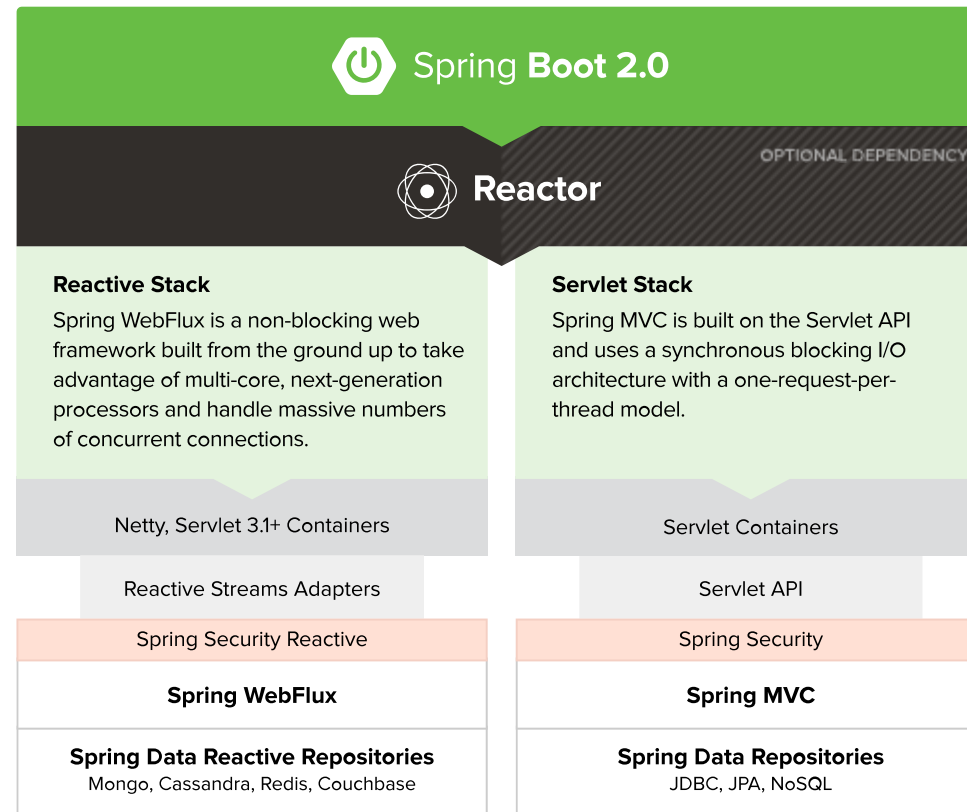 Spring Boot 2.0
OPTIONAL DEPENDENCY
Reactor
Reactive Stack
Spring WebFlux is a non-blocking web
framework built from the ground up to take
advantage of multi-core, next-generation
processors and handle massive numbers
of concurrent connections.
Servlet Stack
Spring MVC is built on the Servlet API
and uses a synchronous blocking I/O
architecture with a one-request-per-
thread model.
Netty, Servlet 3.1+ Containers
Servlet Containers
Reactive Streams Adapters
Servlet API
Spring Security Reactive
Spring Security
Spring WebFlux
Spring MVC
Spring Data Reactive Repositories
Mongo, Cassandra, Redis, Couchbase
Spring Data Repositories
JDBC, JPA, NoSQL